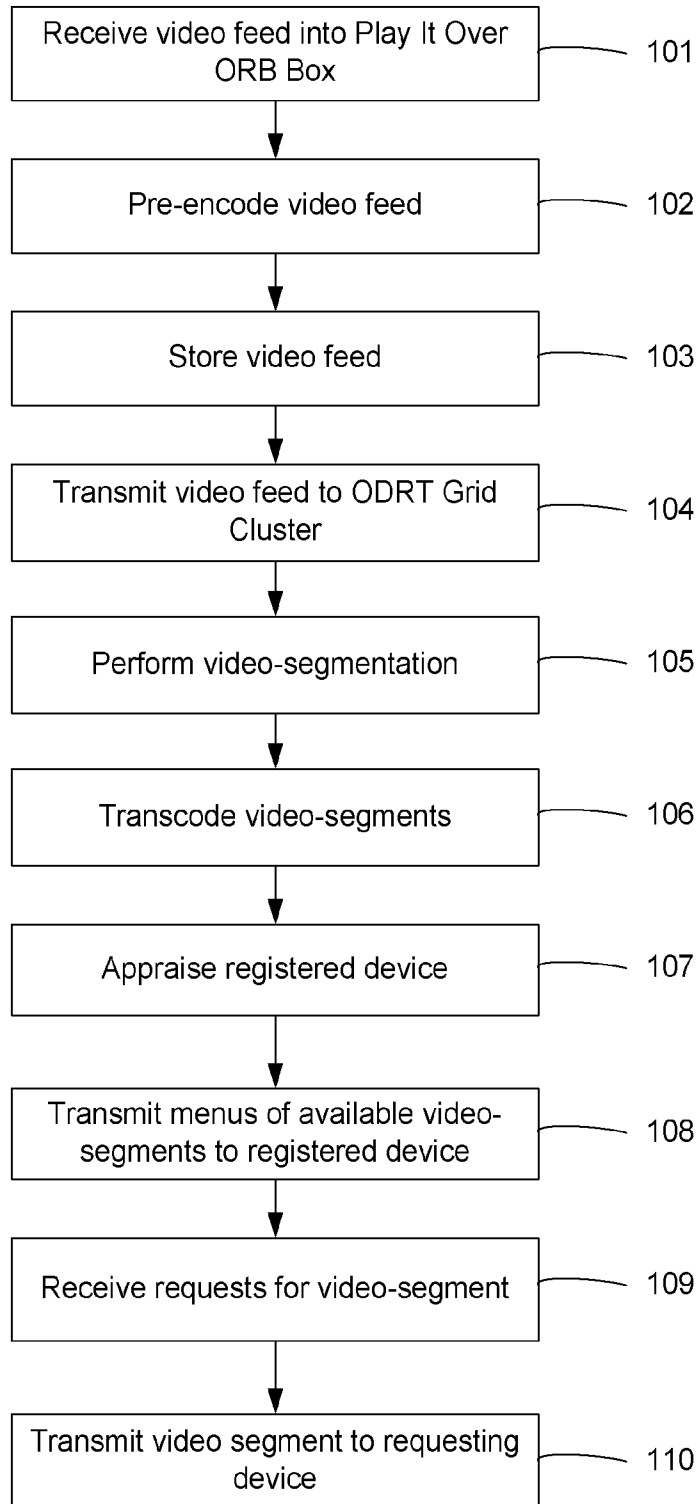 Receive video feed into Play It Over
ORB Box
101
Pre-encode video feed
102
Store video feed
103
Transmit video feed to ODRT Grid
Cluster
104
Perform video-segmentation
105
Transcode video-segments
106
Appraise registered device
107
Transmit menus of available video-
segments to registered device
108
Receive requests for video-segment
109
Transmit video segment to requesting
device
110